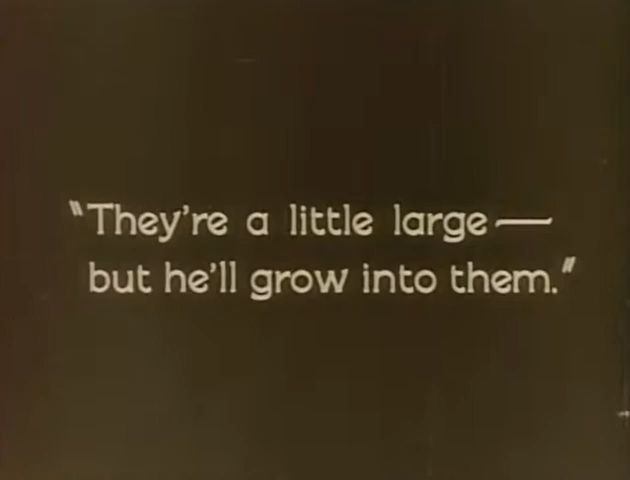 "They're a little large—
but he'll grow into them."